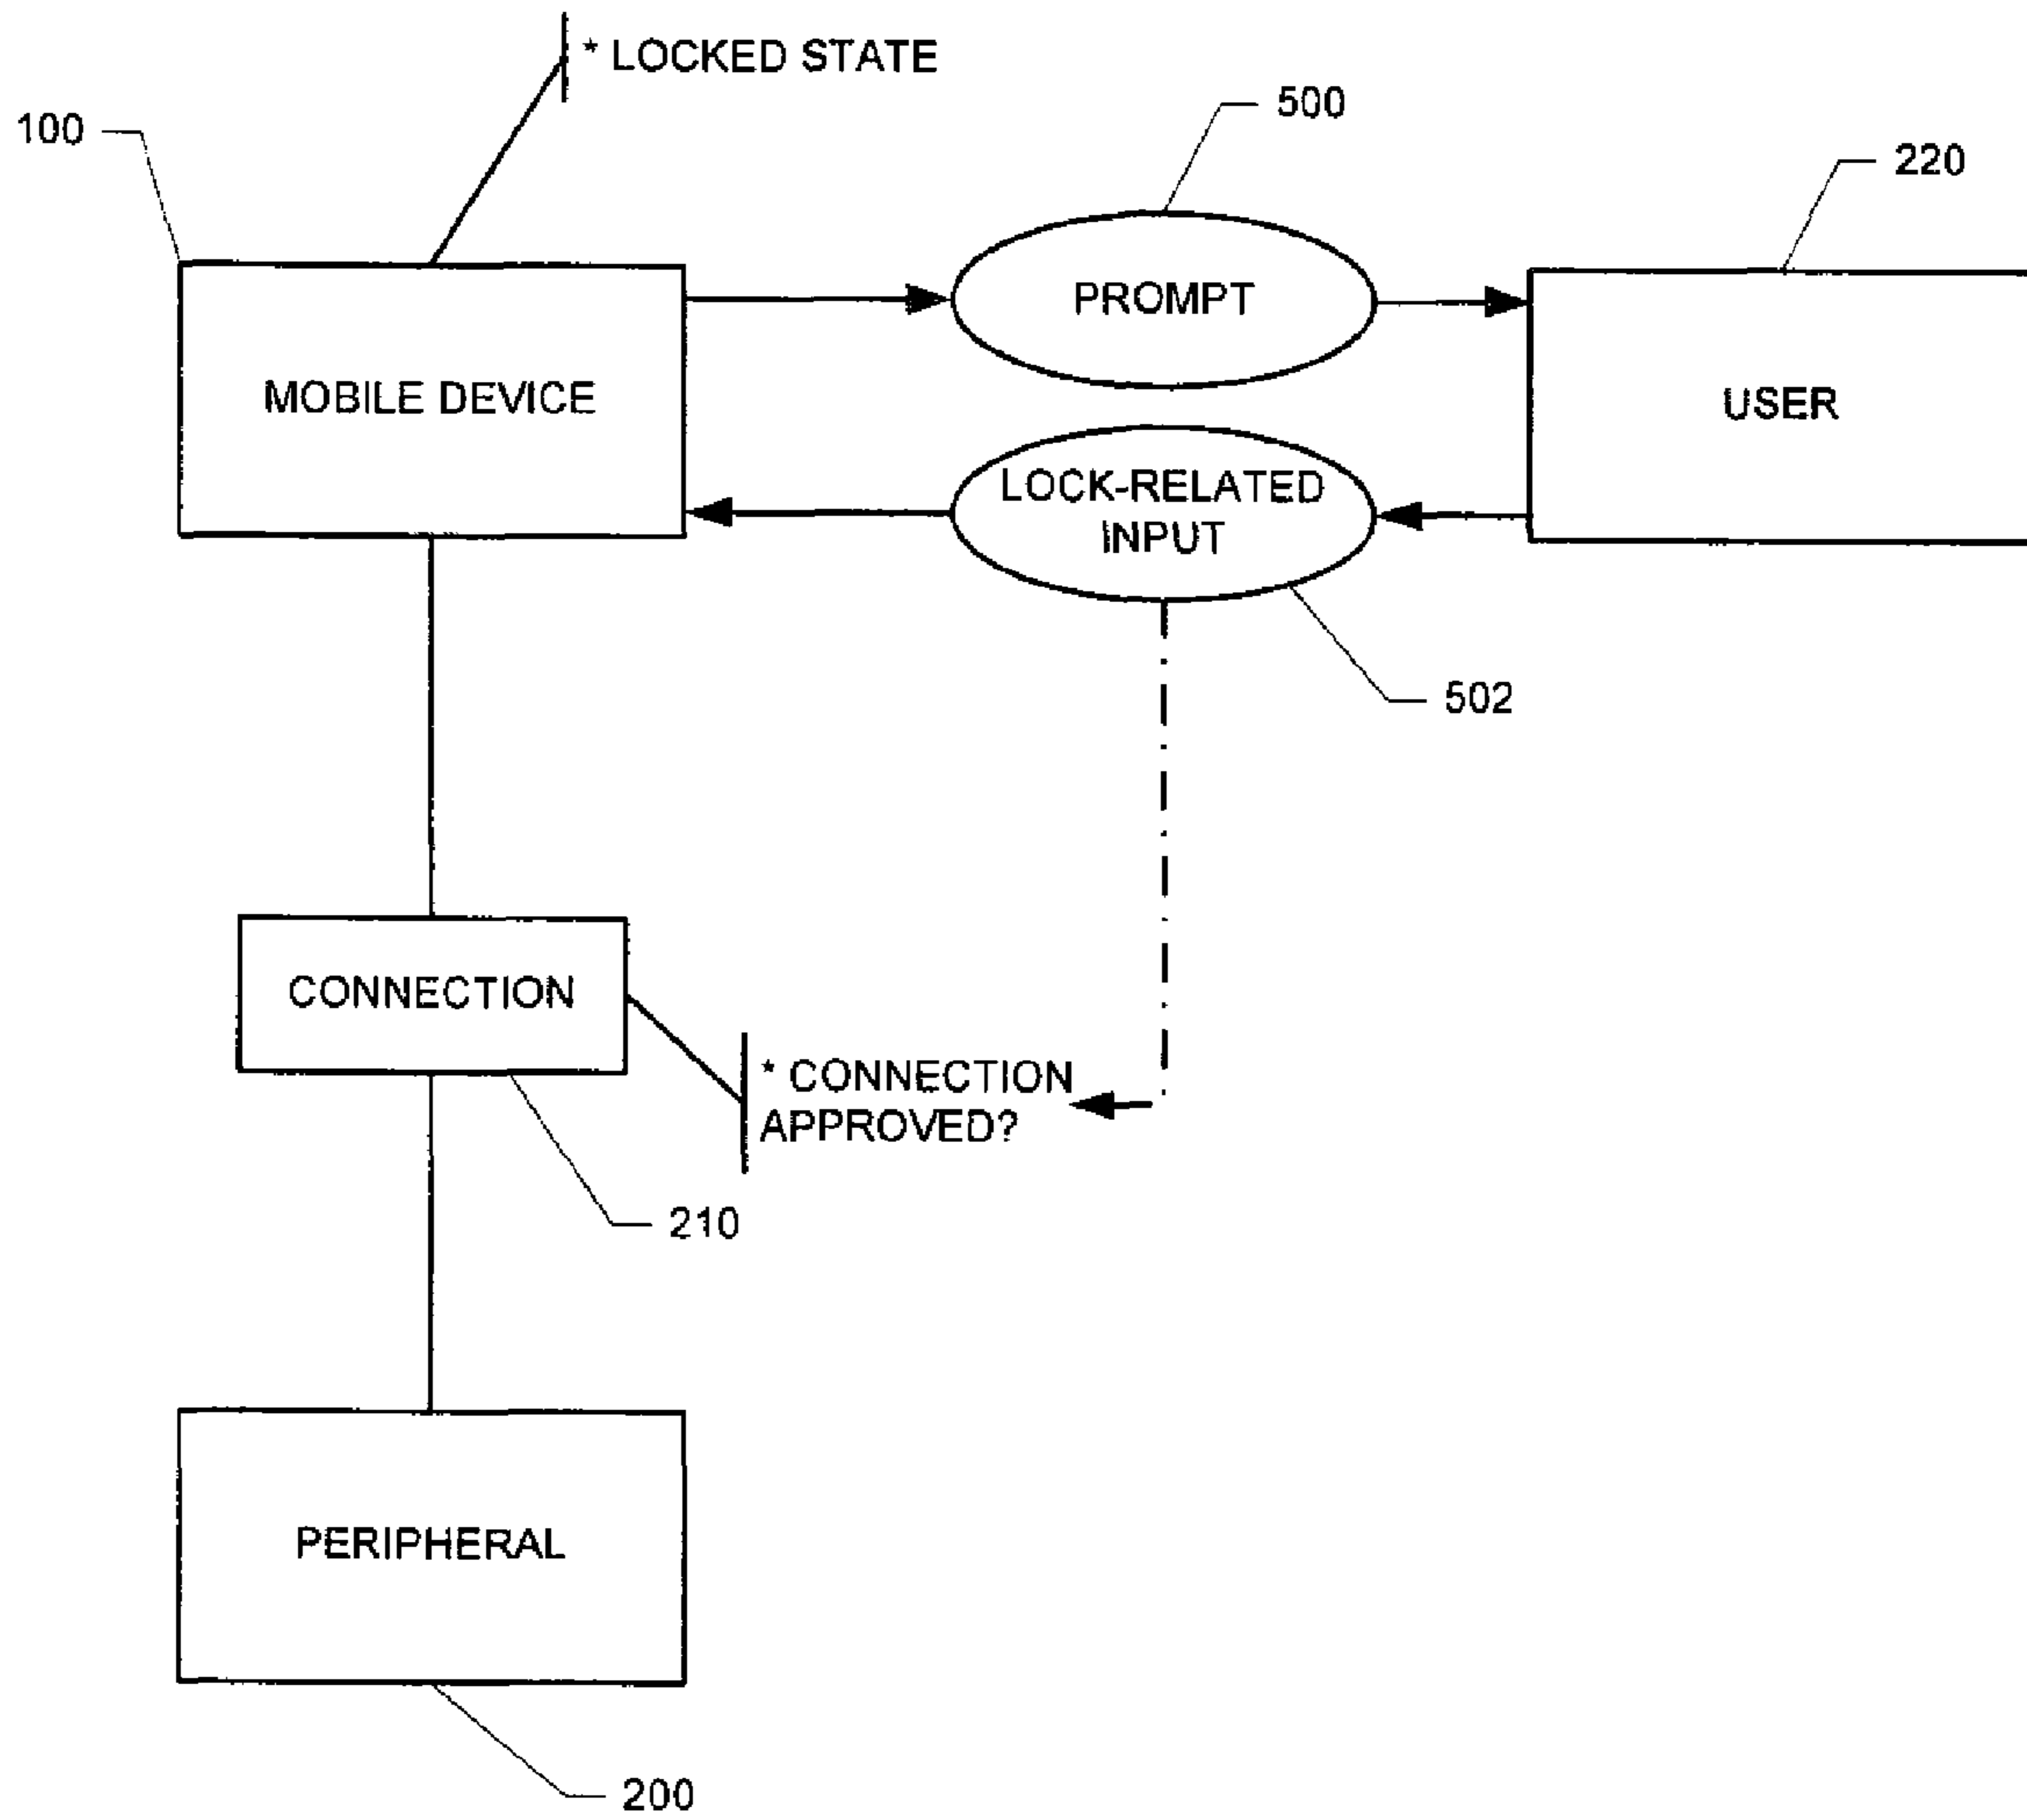 * LOCKED STATE
100
500
220
PROMPT
MOBILE DEVICE
USER
LOCK-RELATED
INPUT
502
CONNECTION
* CONNECTION
APPROVED?
210
PERIPHERAL
200